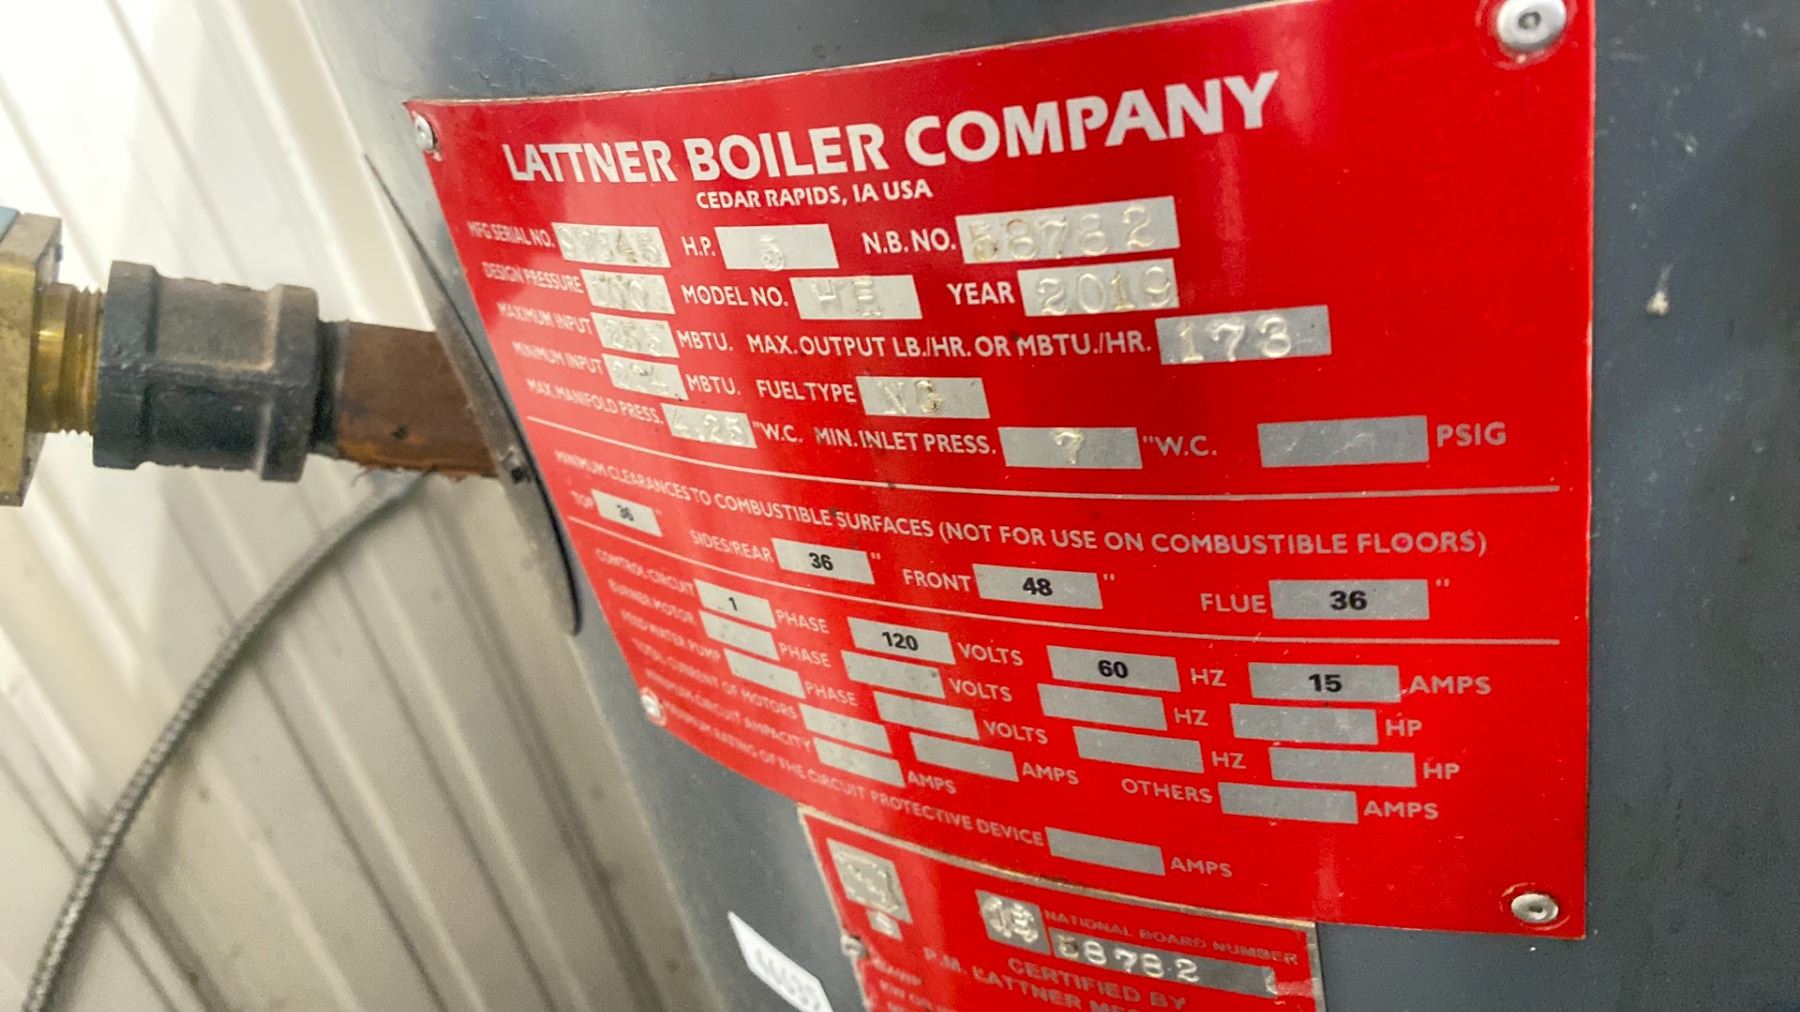 LATTNER BOILER COMPANY
CEDAR RAPIDS, IA USA
MFG SERIAL NO. 97345 H.P. 5 N.B. NO. 58782
DESIGN PRESSURE 100 MODEL NO. HE YEAR 2019
MAXIMUM INPUT MBTU. MAX. OUTPUT LB./HR. OR MBTU./HR. 173
MINIMUM INPUT 224 MBTU. FUEL TYPE NG
MAX. MANIFOLD PRESS. 4.25 "W.C. MIN. INLET PRESS. 7 "W.C. PSIG
MINIMUM CLEARANCES TO COMBUSTIBLE SURFACES (NOT FOR USE ON COMBUSTIBLE FLOORS)
TOP 36 " SIDES/REAR 36 " FRONT 48 " FLUE 36 "
CONTROL CIRCUIT 1 PHASE 120 VOLTS 60 HZ 15 AMPS
BURNER MOTOR PHASE VOLTS HZ HP
FEED WATER PUMP PHASE VOLTS HZ HP
TOTAL CURRENT OF MOTORS AMPS OTHERS AMPS
MINIMUM CIRCUIT AMPACITY AMPS
MAXIMUM RATING OF THE CIRCUIT PROTECTIVE DEVICE AMPS
NATIONAL BOARD NUMBER
58782
CERTIFIED BY
P.M. LATTNER